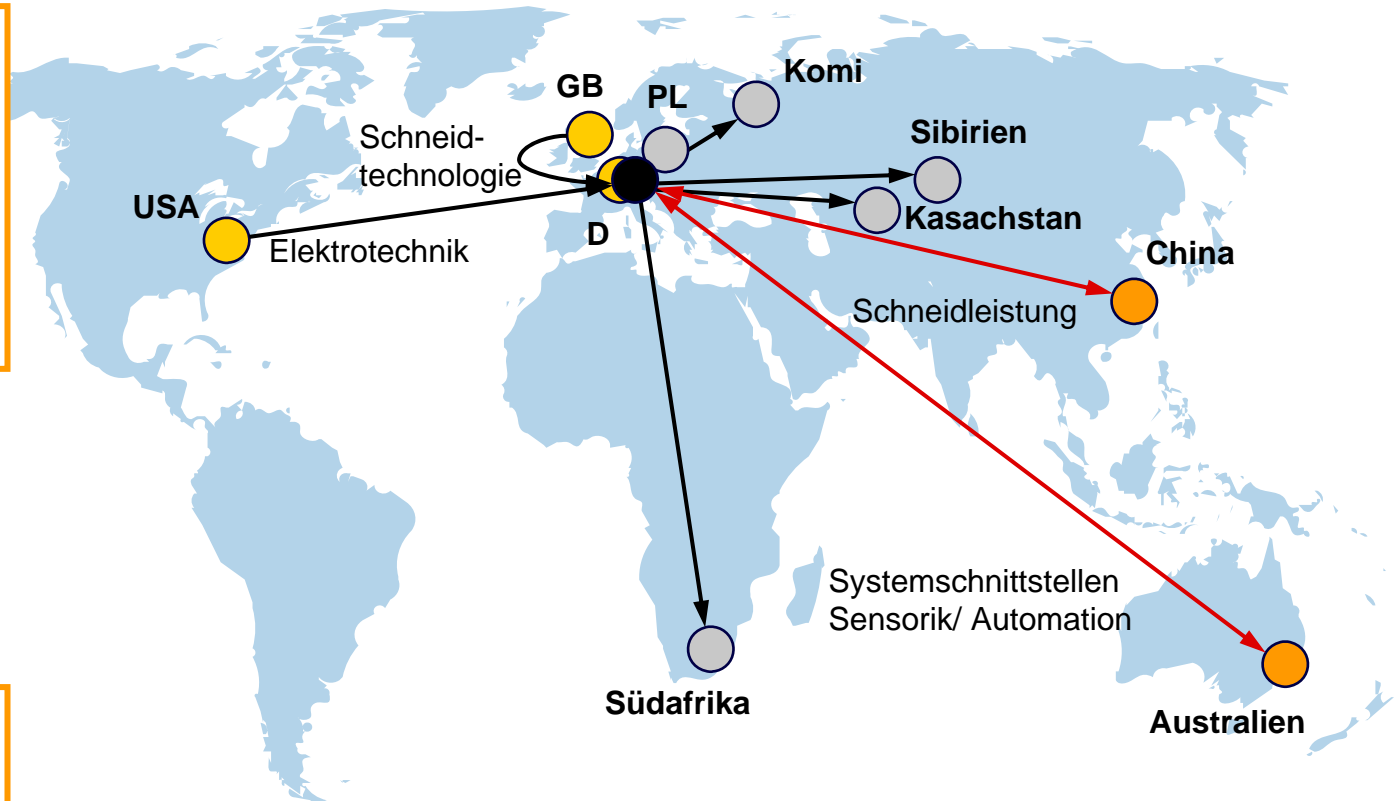 Komi
GB
PL
Schneid-
technologie
Sibirien
USA
Kasachstan
D
Elektrotechnik
China
Schneidleistung
Systemschnittstellen
Sensorik/ Automation
Südafrika
Australien